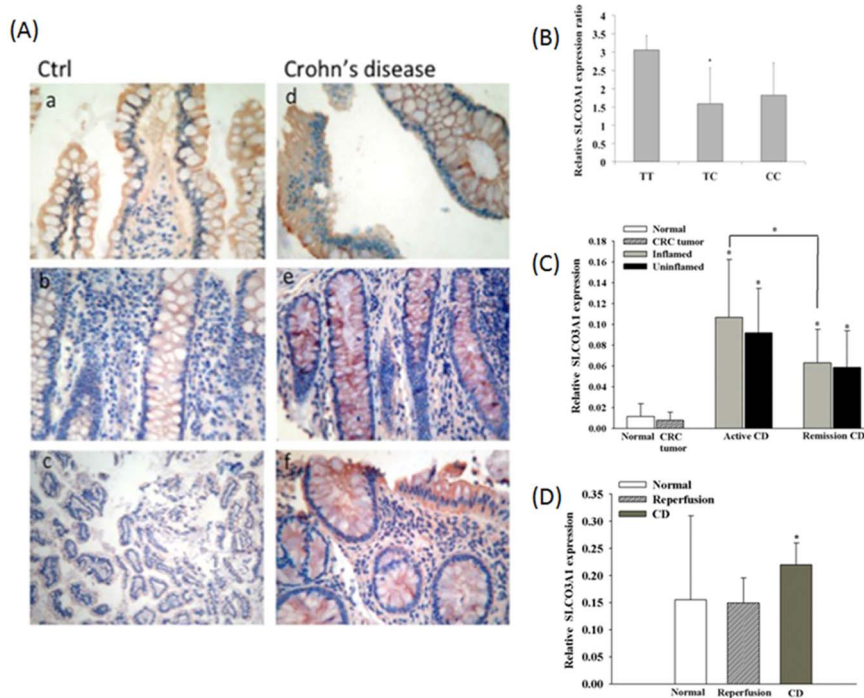 (A)
Ctrl
Crohn's disease
a
d
b
e
c
f
(B)
Relative SLCO3A1 expression ratio
4
3.5
3
2.5
2
1.5
1
0.5
0
*
TT
TC
CC
(C)
Normal
CRC tumor
Inflamed
Uninflamed
Relative SLCO3A1 expression
0.18
0.16
0.14
0.12
0.10
0.08
0.06
0.04
0.02
0.00
*
*
*
*
*
Normal
CRC
tumor
Active CD
Remission CD
(D)
Normal
Reperfusion
CD
Relative SLCO3A1 expression
0.35
0.30
0.25
0.20
0.15
0.10
0.05
0.00
*
Normal
Reperfusion
CD